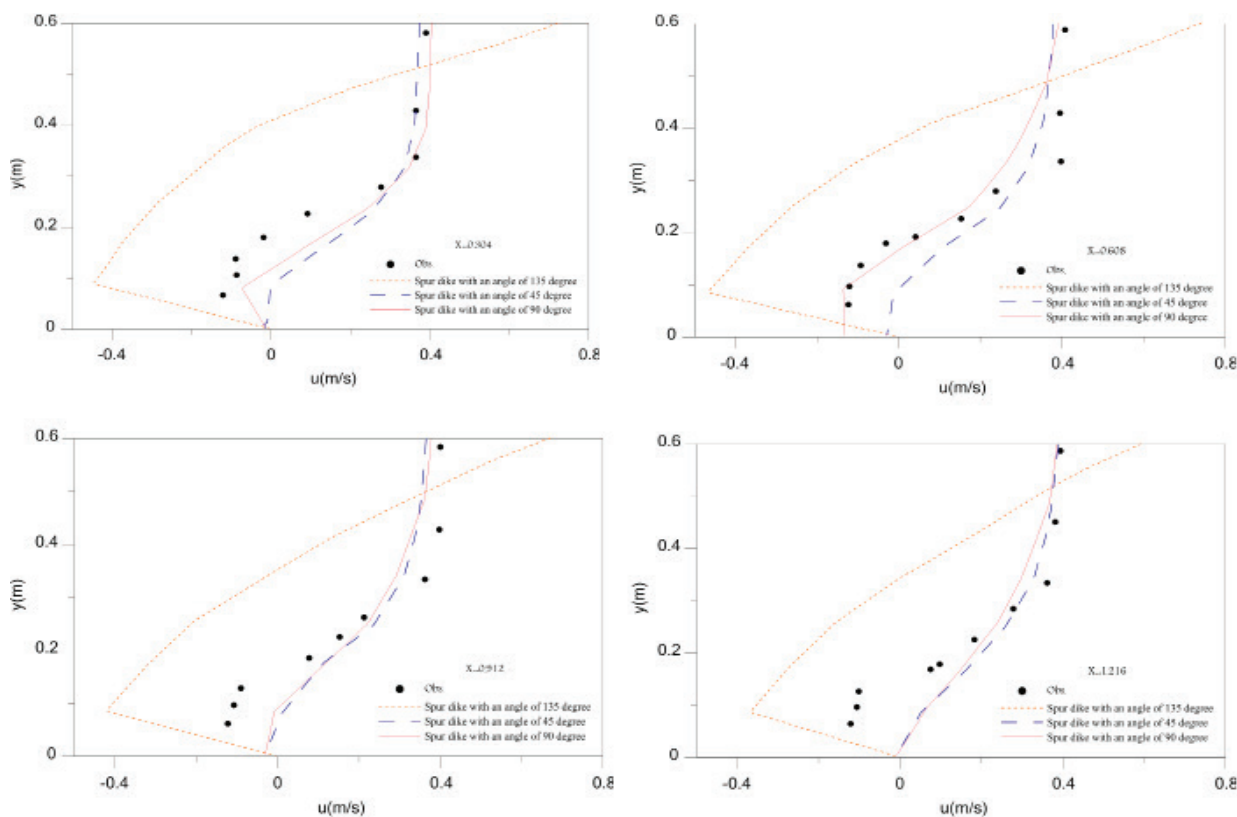 0.6
0.4
0.2
0
y(m)
-0.4 0 0.4 0.8
u(m/s)
X=0.304
Obs.
Spur dike with an angle of 135 degree
Spur dike with an angle of 45 degree
Spur dike with an angle of 90 degree
0.6
0.4
0.2
0
y(m)
-0.4 0 0.4 0.8
u(m/s)
X=0.608
Obs.
Spur dike with an angle of 135 degree
Spur dike with an angle of 45 degree
Spur dike with an angle of 90 degree
0.6
0.4
0.2
0
y(m)
-0.4 0 0.4 0.8
u(m/s)
X=0.912
Obs.
Spur dike with an angle of 135 degree
Spur dike with an angle of 45 degree
Spur dike with an angle of 90 degree
0.6
0.4
0.2
0
y(m)
-0.4 0 0.4 0.8
u(m/s)
X=1.216
Obs.
Spur dike with an angle of 135 degree
Spur dike with an angle of 45 degree
Spur dike with an angle of 90 degree